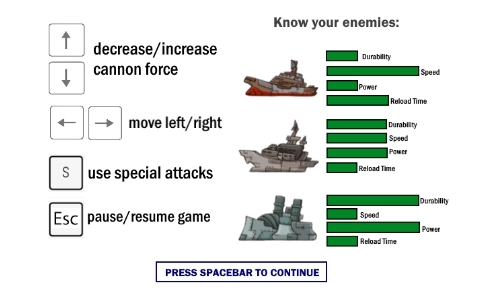 decrease/increase
cannon force
move left/right
S
use special attacks
Esc
pause/resume game
Know your enemies:
Durability
Speed
Power
Reload Time
Durability
Speed
Power
Reload Time
Durability
Speed
Power
Reload Time
PRESS SPACEBAR TO CONTINUE